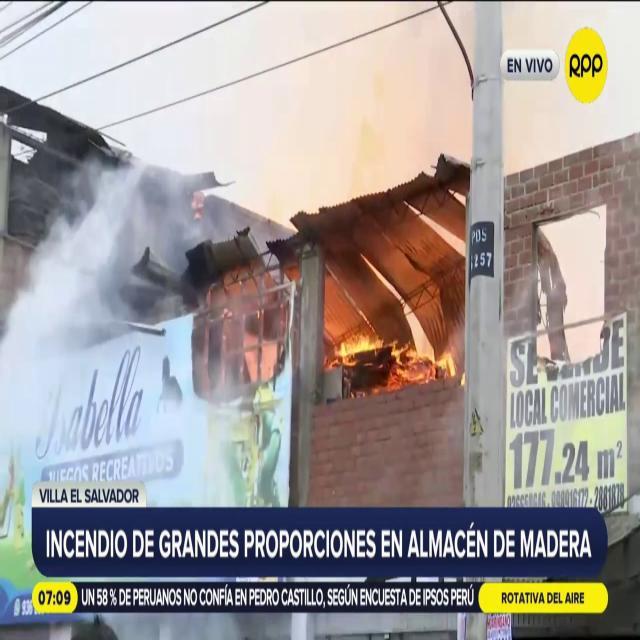 EN VIVO
RPP
PDS
Isabella
JUEGOS RECREATIVOS
SE VENDE
LOCAL COMERCIAL
177.24 m²
VILLA EL SALVADOR
INCENDIO DE GRANDES PROPORCIONES EN ALMACÉN DE MADERA
07:09 UN 58 % DE PERUANOS NO CONFÍA EN PEDRO CASTILLO, SEGÚN ENCUESTA DE IPSOS PERÚ ROTATIVA DEL AIRE